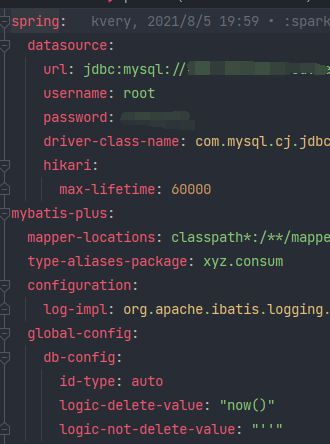 spring: kvery, 2021/8/5 19:59 · :spark
datasource:
url: jdbc:mysql://
username: root
password:
driver-class-name: com.mysql.cj.jdbc
hikari:
max-lifetime: 60000
mybatis-plus:
mapper-locations: classpath*:/**/mappe
type-aliases-package: xyz.consum
configuration:
log-impl: org.apache.ibatis.logging.
global-config:
db-config:
id-type: auto
logic-delete-value: "now()"
logic-not-delete-value: "''"